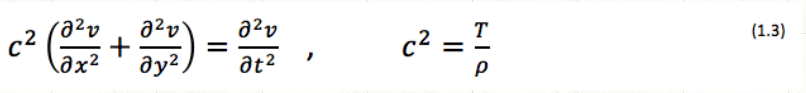 c² (∂²v/∂x² + ∂²v/∂y²) = ∂²v/∂t² , c² = T/ρ (1.3)